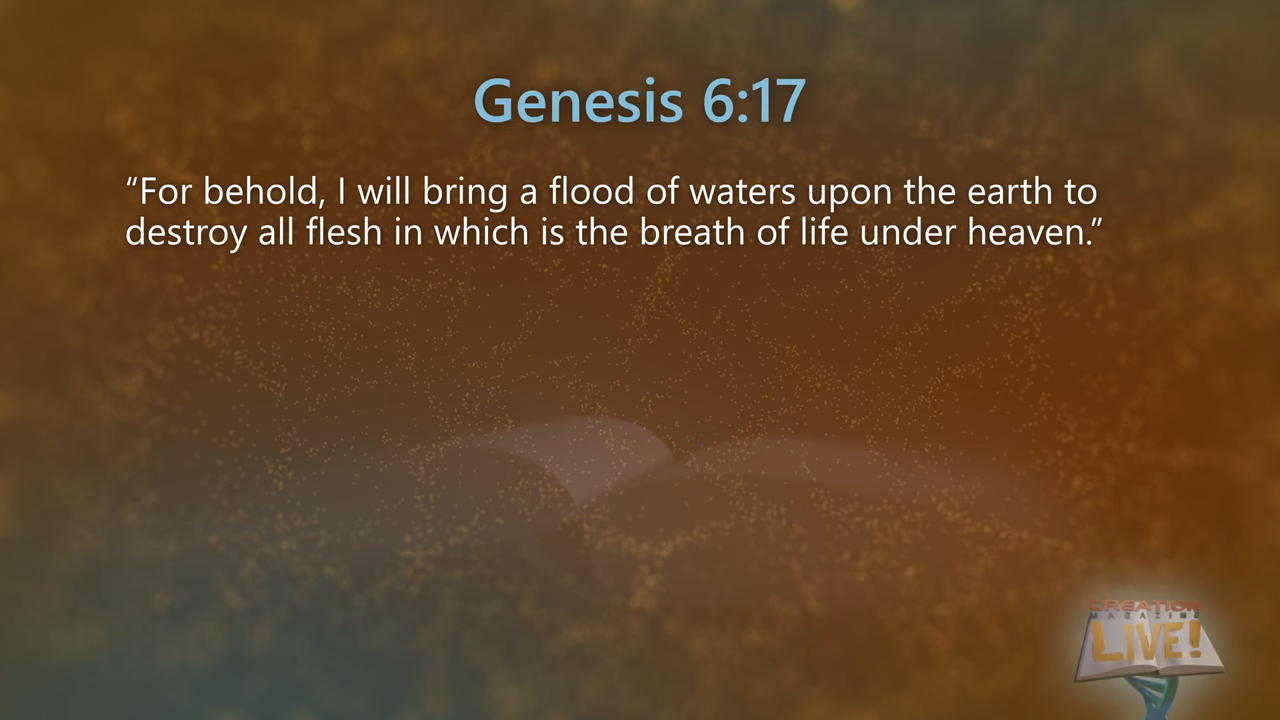 Genesis 6:17
“For behold, I will bring a flood of waters upon the earth to
destroy all flesh in which is the breath of life under heaven.”
CREATION
MAGAZINE
LIVE!